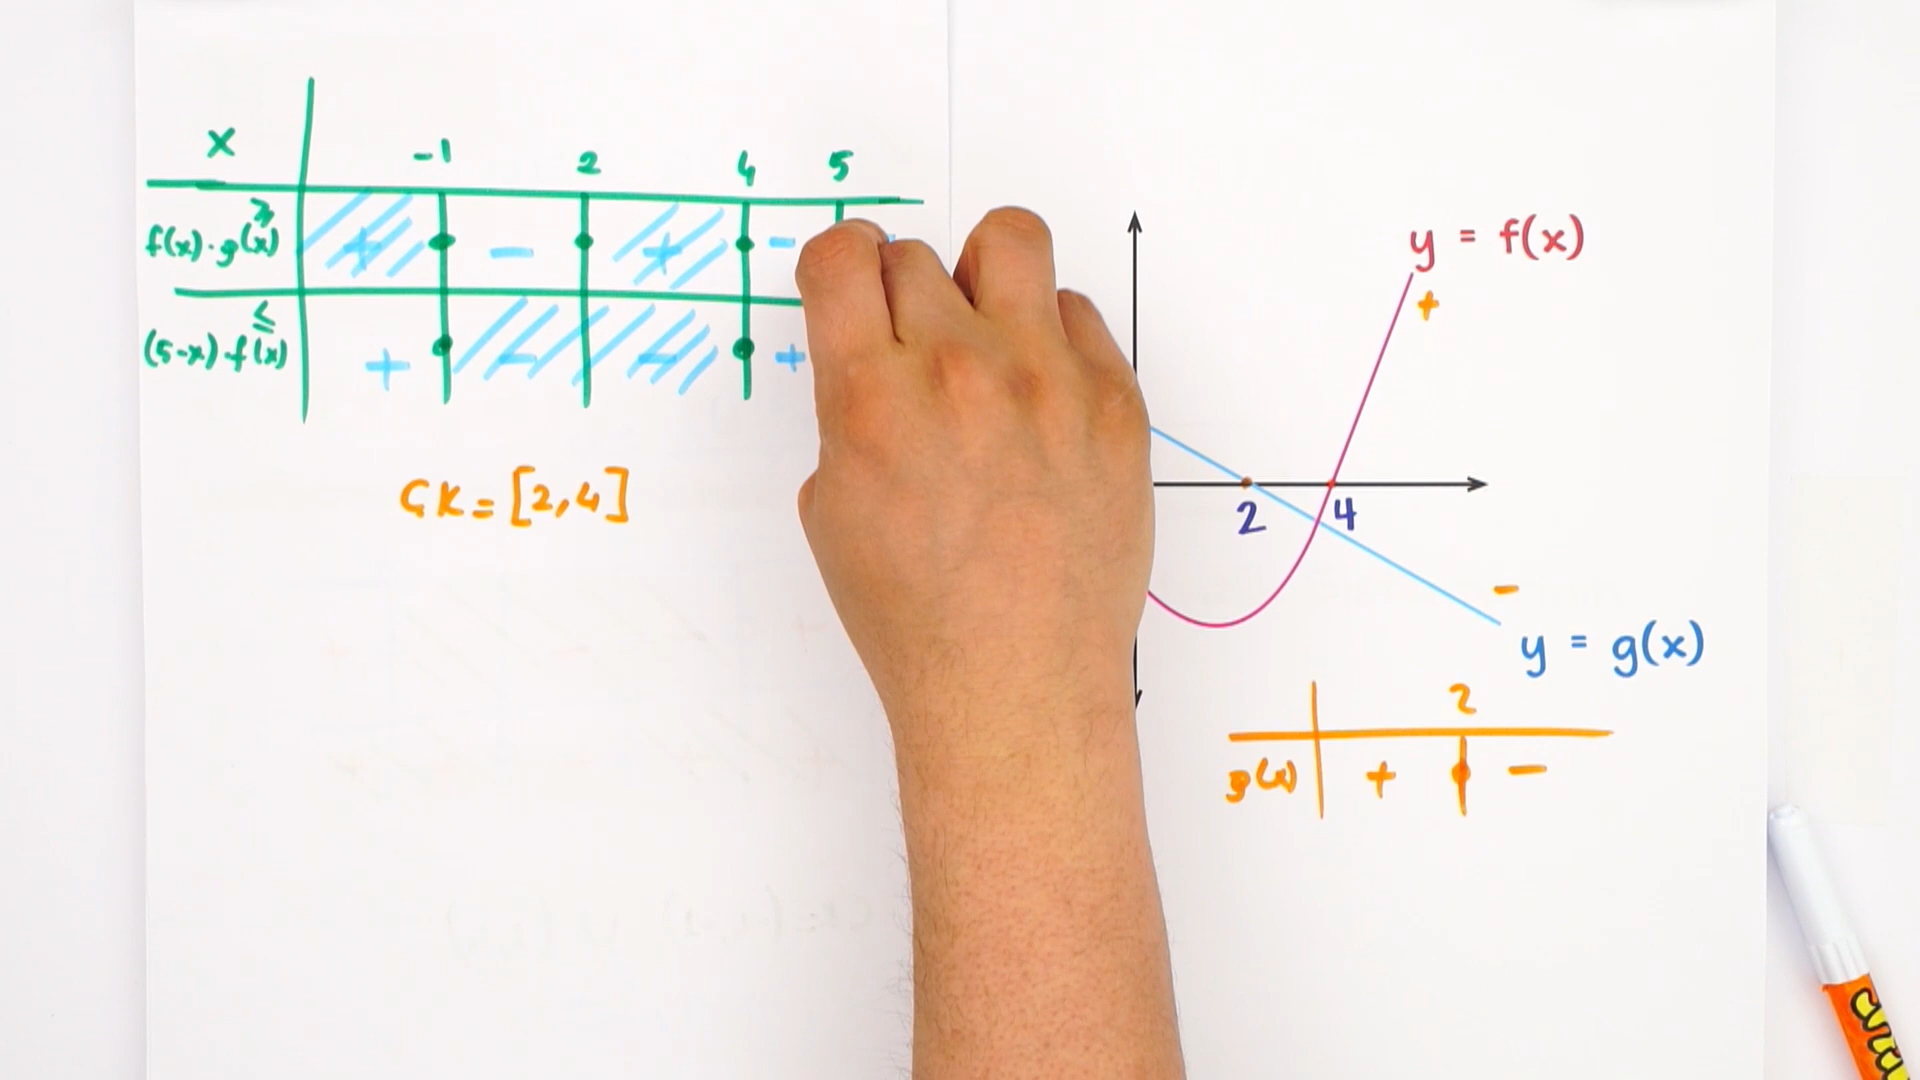 x -1 2 4 5
f(x)·g(x) ≥ + - + -
(5-x)·f(x) ≤ + - - +
ÇK = [2,4]
y = f(x)
+
2 4
-
y = g(x)
2
g(x) + -